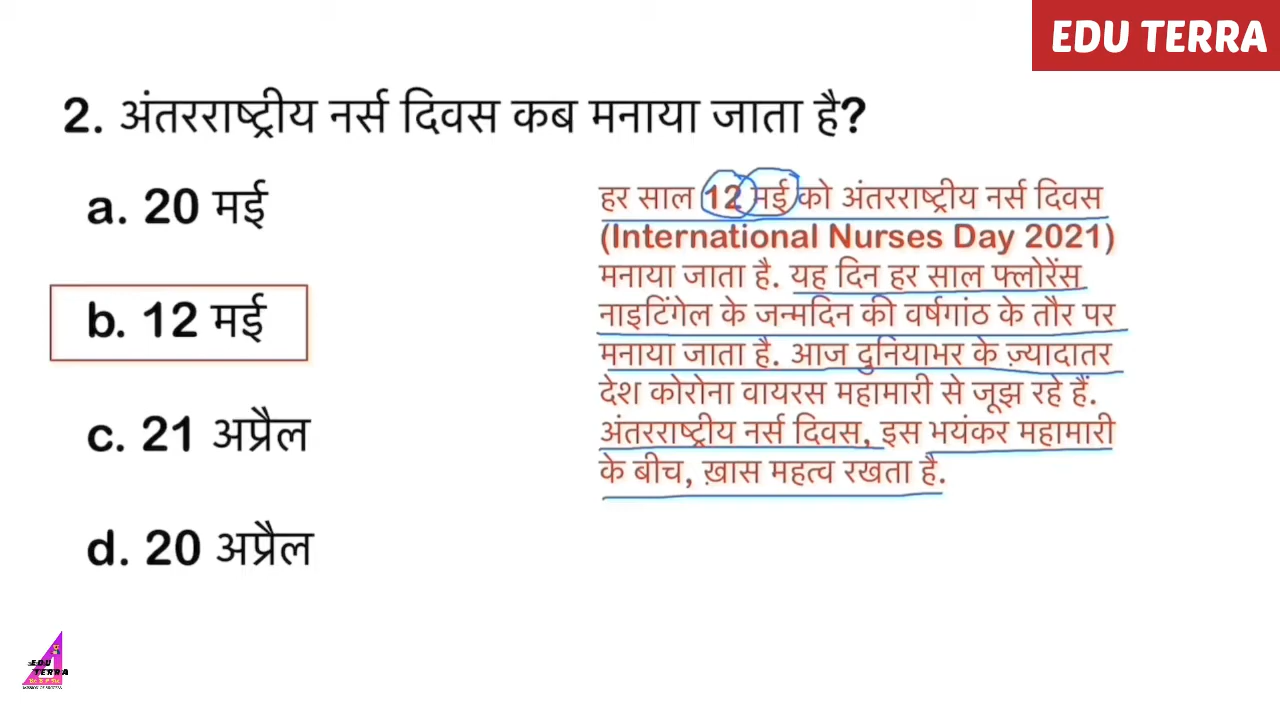 EDU TERRA
2. अंतरराष्ट्रीय नर्स दिवस कब मनाया जाता है?
a. 20 मई
b. 12 मई
c. 21 अप्रैल
d. 20 अप्रैल
हर साल 12 मई को अंतरराष्ट्रीय नर्स दिवस
(International Nurses Day 2021)
मनाया जाता है. यह दिन हर साल फ्लोरेंस
नाइटिंगेल के जन्मदिन की वर्षगांठ के तौर पर
मनाया जाता है. आज दुनियाभर के ज़्यादातर
देश कोरोना वायरस महामारी से जूझ रहे हैं.
अंतरराष्ट्रीय नर्स दिवस, इस भयंकर महामारी
के बीच, ख़ास महत्व रखता है.
EDU
TERRA